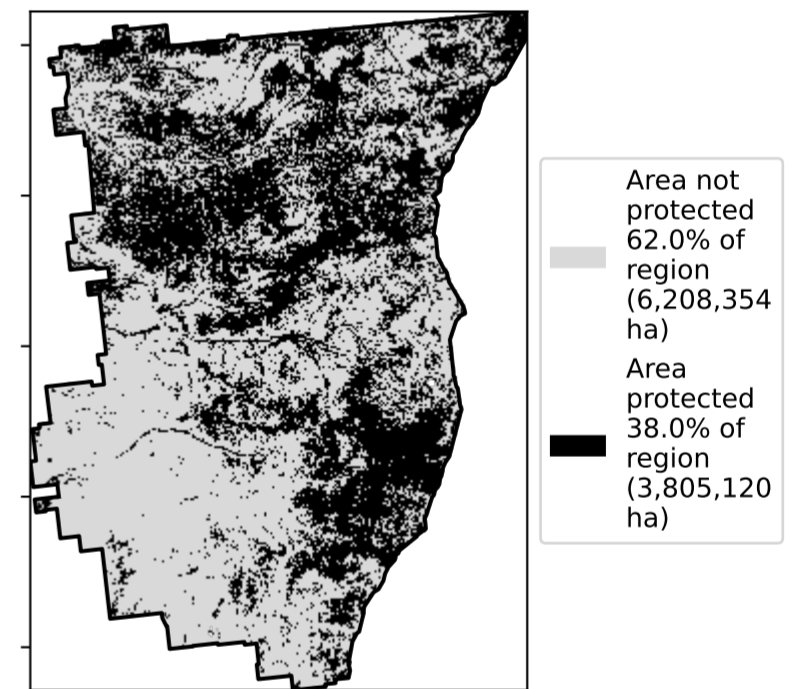 Area not
protected
62.0% of
region
(6,208,354
ha)
Area
protected
38.0% of
region
(3,805,120
ha)